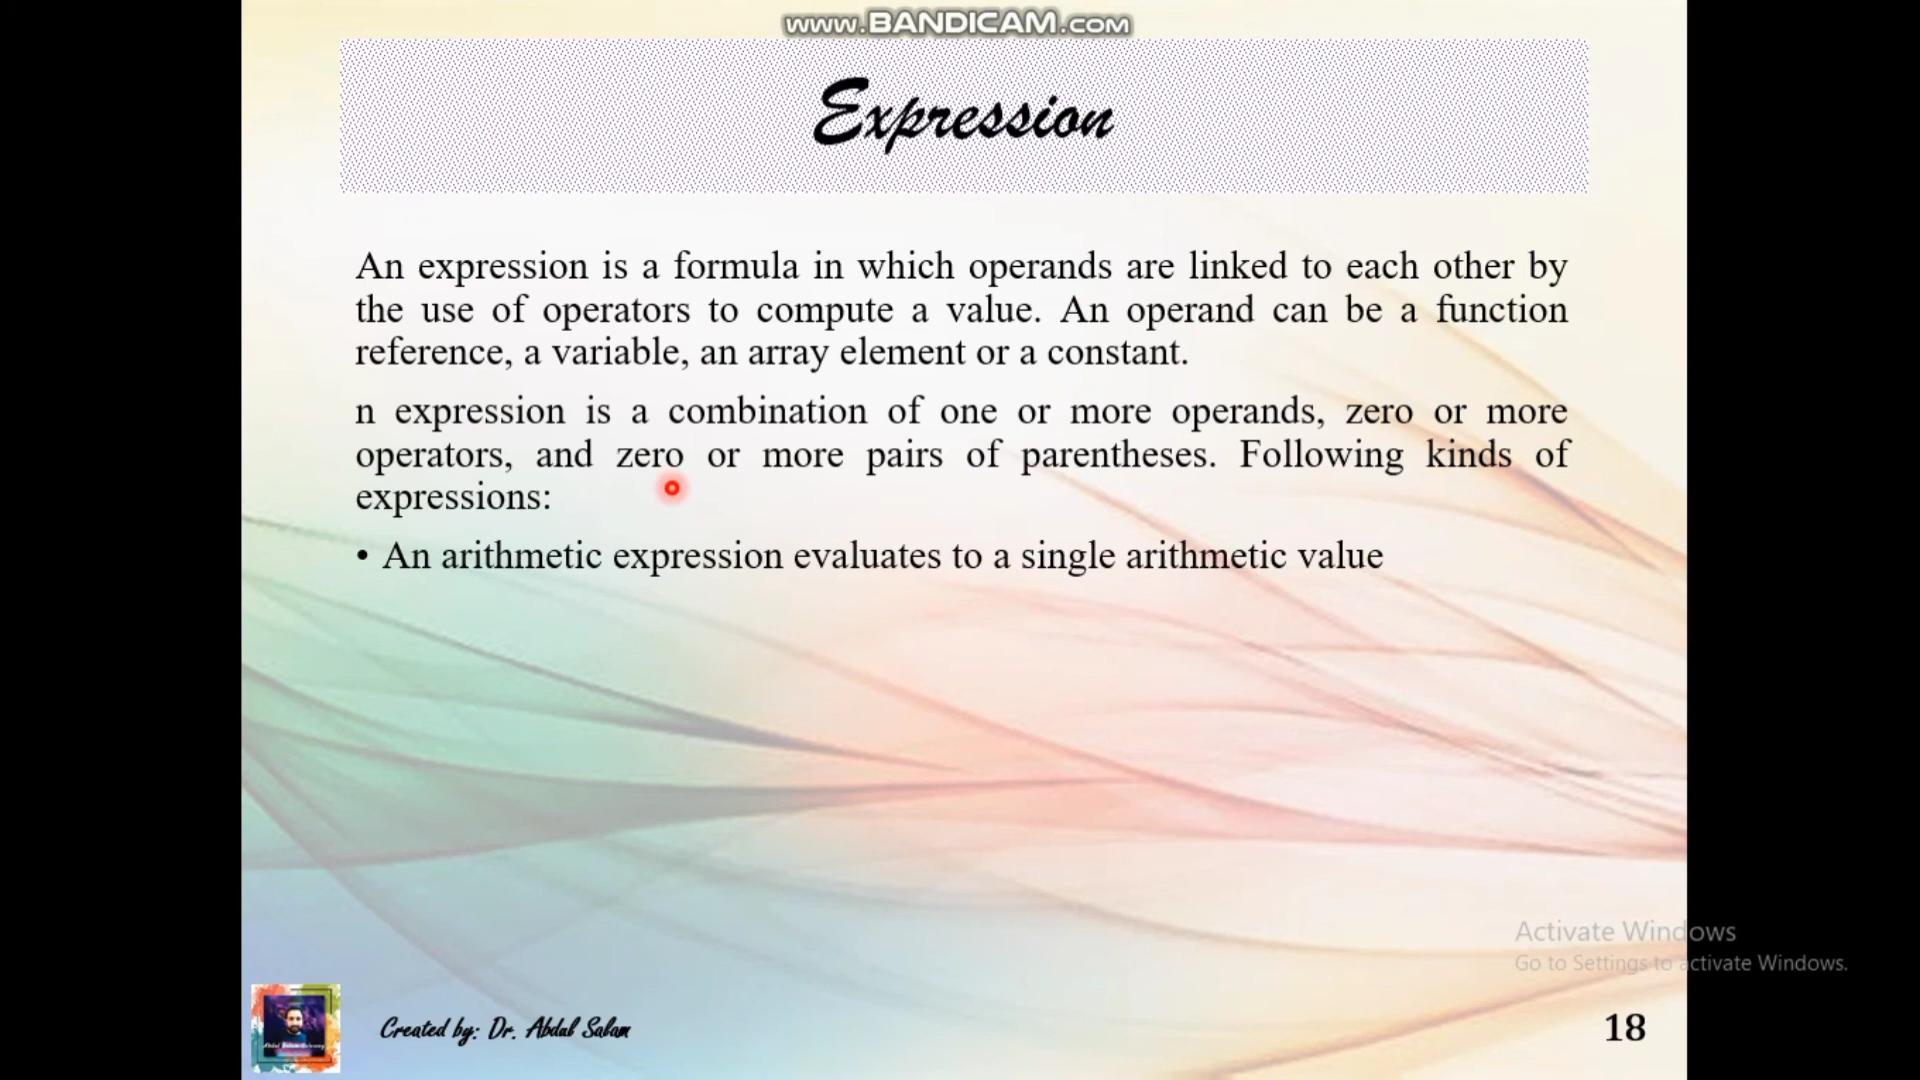 www.BANDICAM.com
Expression
An expression is a formula in which operands are linked to each other by
the use of operators to compute a value. An operand can be a function
reference, a variable, an array element or a constant.
n expression is a combination of one or more operands, zero or more
operators, and zero or more pairs of parentheses. Following kinds of
expressions:
• An arithmetic expression evaluates to a single arithmetic value
Activate Windows
Go to Settings to activate Windows.
Created by: Dr. Abdul Salam
18